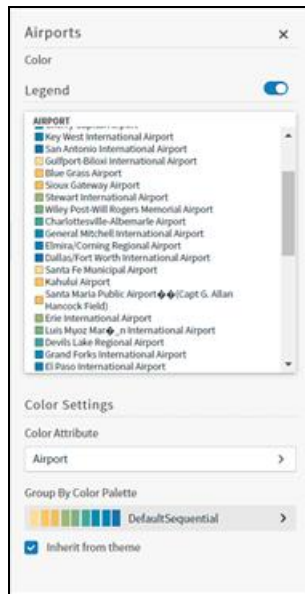 Airports
Color
Legend
AIRPORT
Key West International Airport
San Antonio International Airport
Gulfport-Biloxi International Airport
Blue Grass Airport
Sioux Gateway Airport
Stewart International Airport
Wiley Post-Will Rogers Memorial Airport
Charlottesville-Albemarle Airport
General Mitchell International Airport
Elmira/Corning Regional Airport
Dallas/Fort Worth International Airport
Santa Fe Municipal Airport
Kahului Airport
Santa Maria Public Airport��(Capt G. Allan
Hancock Field)
Erie International Airport
Luis Myoz Mar�_n International Airport
Devils Lake Regional Airport
Grand Forks International Airport
El Paso International Airport
Color Settings
Color Attribute
Airport
Group By Color Palette
DefaultSequential
Inherit from theme